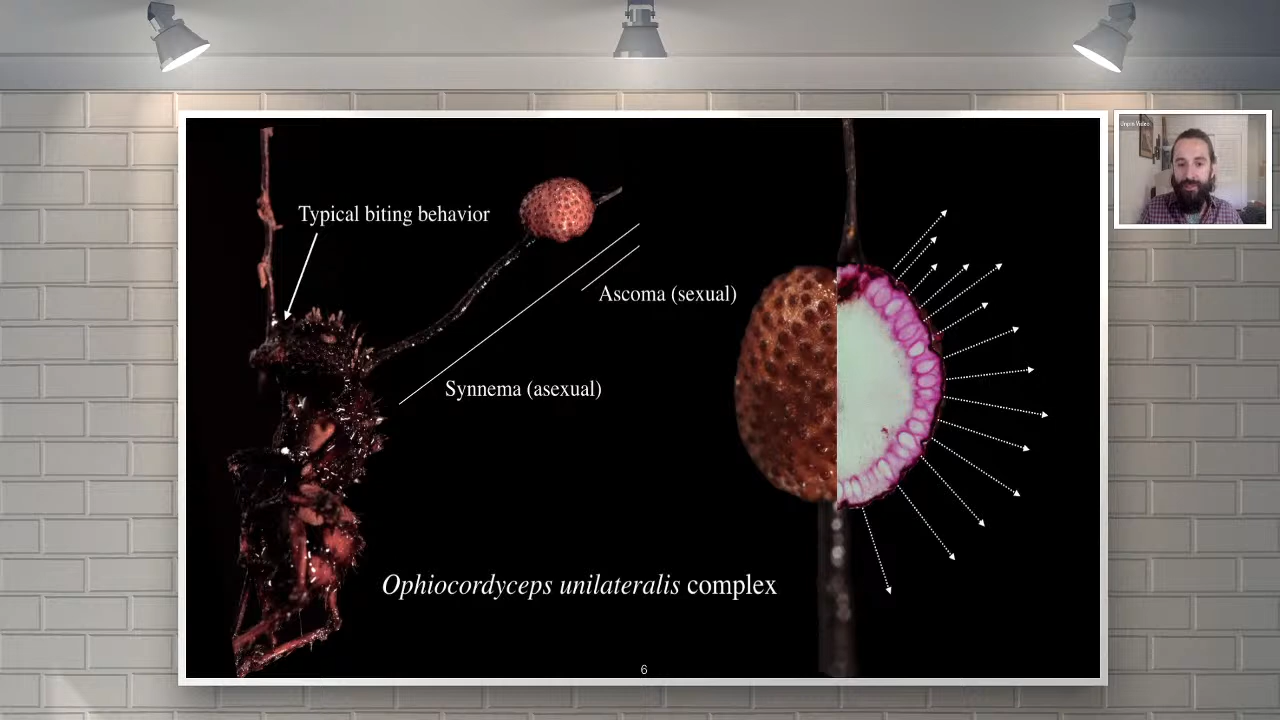 Typical biting behavior
Ascoma (sexual)
Synnema (asexual)
Ophiocordyceps unilateralis complex
6